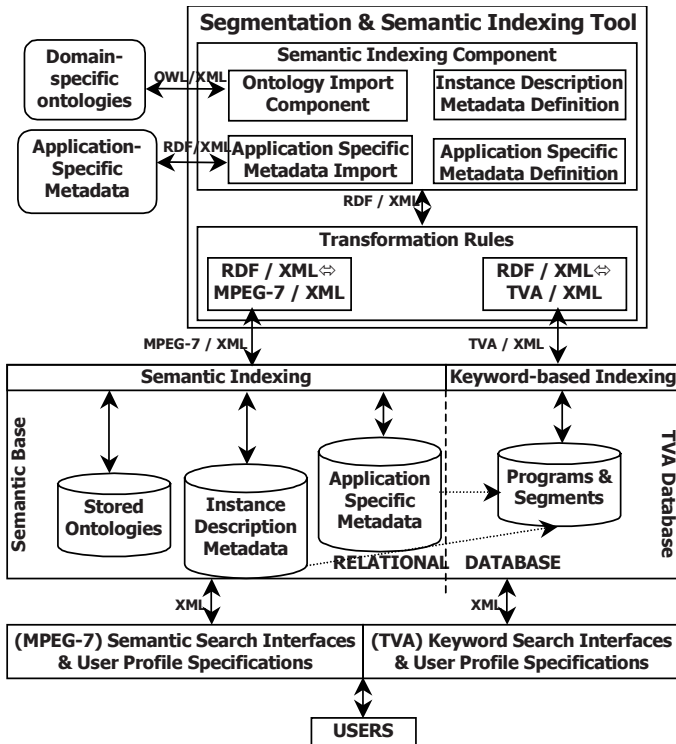 Segmentation & Semantic Indexing Tool
Semantic Indexing Component
Domain-
specific
ontologies
OWL/XML
Ontology Import
Component
Instance Description
Metadata Definition
Application-
Specific
Metadata
RDF/XML
Application Specific
Metadata Import
Application Specific
Metadata Definition
RDF / XML
Transformation Rules
RDF / XML⇔
MPEG-7 / XML
RDF / XML⇔
TVA / XML
MPEG-7 / XML
TVA / XML
Semantic Indexing
Keyword-based Indexing
Semantic Base
Stored
Ontologies
Instance
Description
Metadata
Application
Specific
Metadata
Programs &
Segments
TVA Database
RELATIONAL DATABASE
XML
XML
(MPEG-7) Semantic Search Interfaces
& User Profile Specifications
(TVA) Keyword Search Interfaces
& User Profile Specifications
USERS